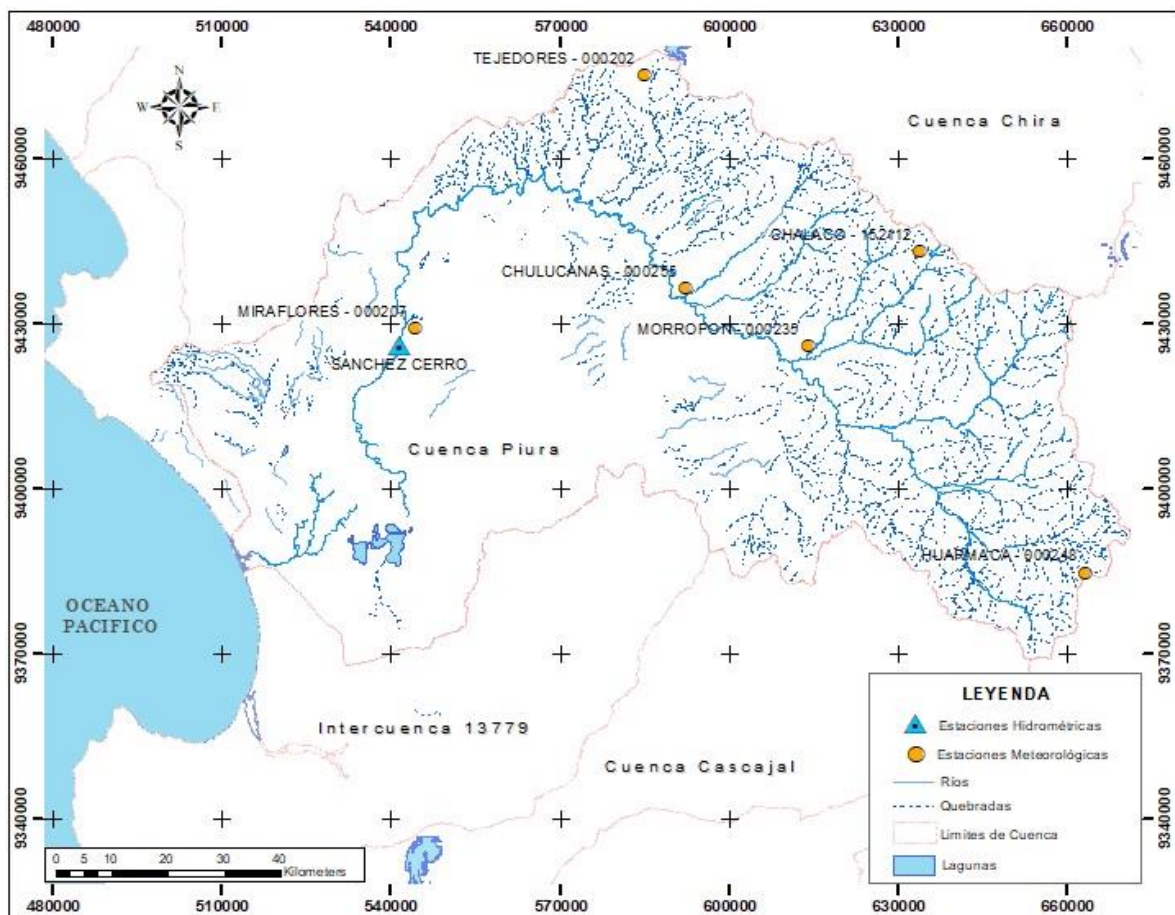 480000 510000 540000 570000 600000 630000 660000
TEJEDORES - 000202
N
W E
S
Cuenca Chira
9460000 9460000
CHALACO - 152112
CHULUCANAS - 000255
MIRAFLORES - 000207
9430000 9430000
MORROPON - 000235
SANCHEZ CERRO
Cuenca Piura
9400000 9400000
HUARMACA - 000248
OCEANO
PACIFICO
9370000 9370000
LEYENDA
Estaciones Hidrométricas
Estaciones Meteorológicas
Ríos
Quebradas
Limites de Cuenca
Lagunas
Intercuenca 13779
Cuenca Cascajal
9340000 9340000
0 5 10 20 30 40
Kilometers
480000 510000 540000 570000 600000 630000 660000